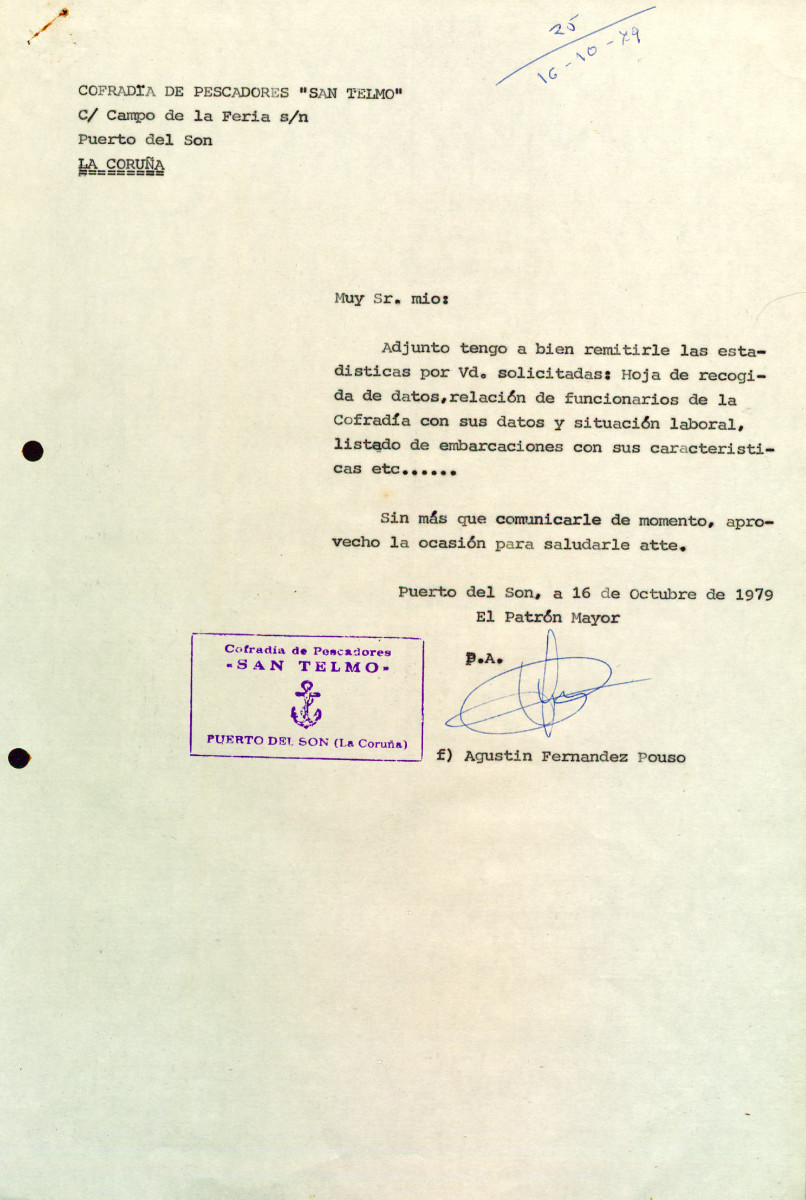 25
16-10-79
COFRADÍA DE PESCADORES "SAN TELMO"
C/ Campo de la Feria s/n
Puerto del Son
LA CORUÑA
=========
Muy Sr. mio:
Adjunto tengo a bien remitirle las esta-
disticas por Vd. solicitadas: Hoja de recogi-
da de datos,relación de funcionarios de la
Cofradía con sus datos y situación laboral,
listado de embarcaciones con sus caracteristi-
cas etc......
Sin más que comunicarle de momento, apro-
vecho la ocasión para saludarle atte.
Puerto del Son, a 16 de Octubre de 1979
El Patrón Mayor
P.A.
Cofradía de Pescadores
-SAN TELMO-
PUERTO DEL SON (La Coruña)
f) Agustin Fernandez Pouso